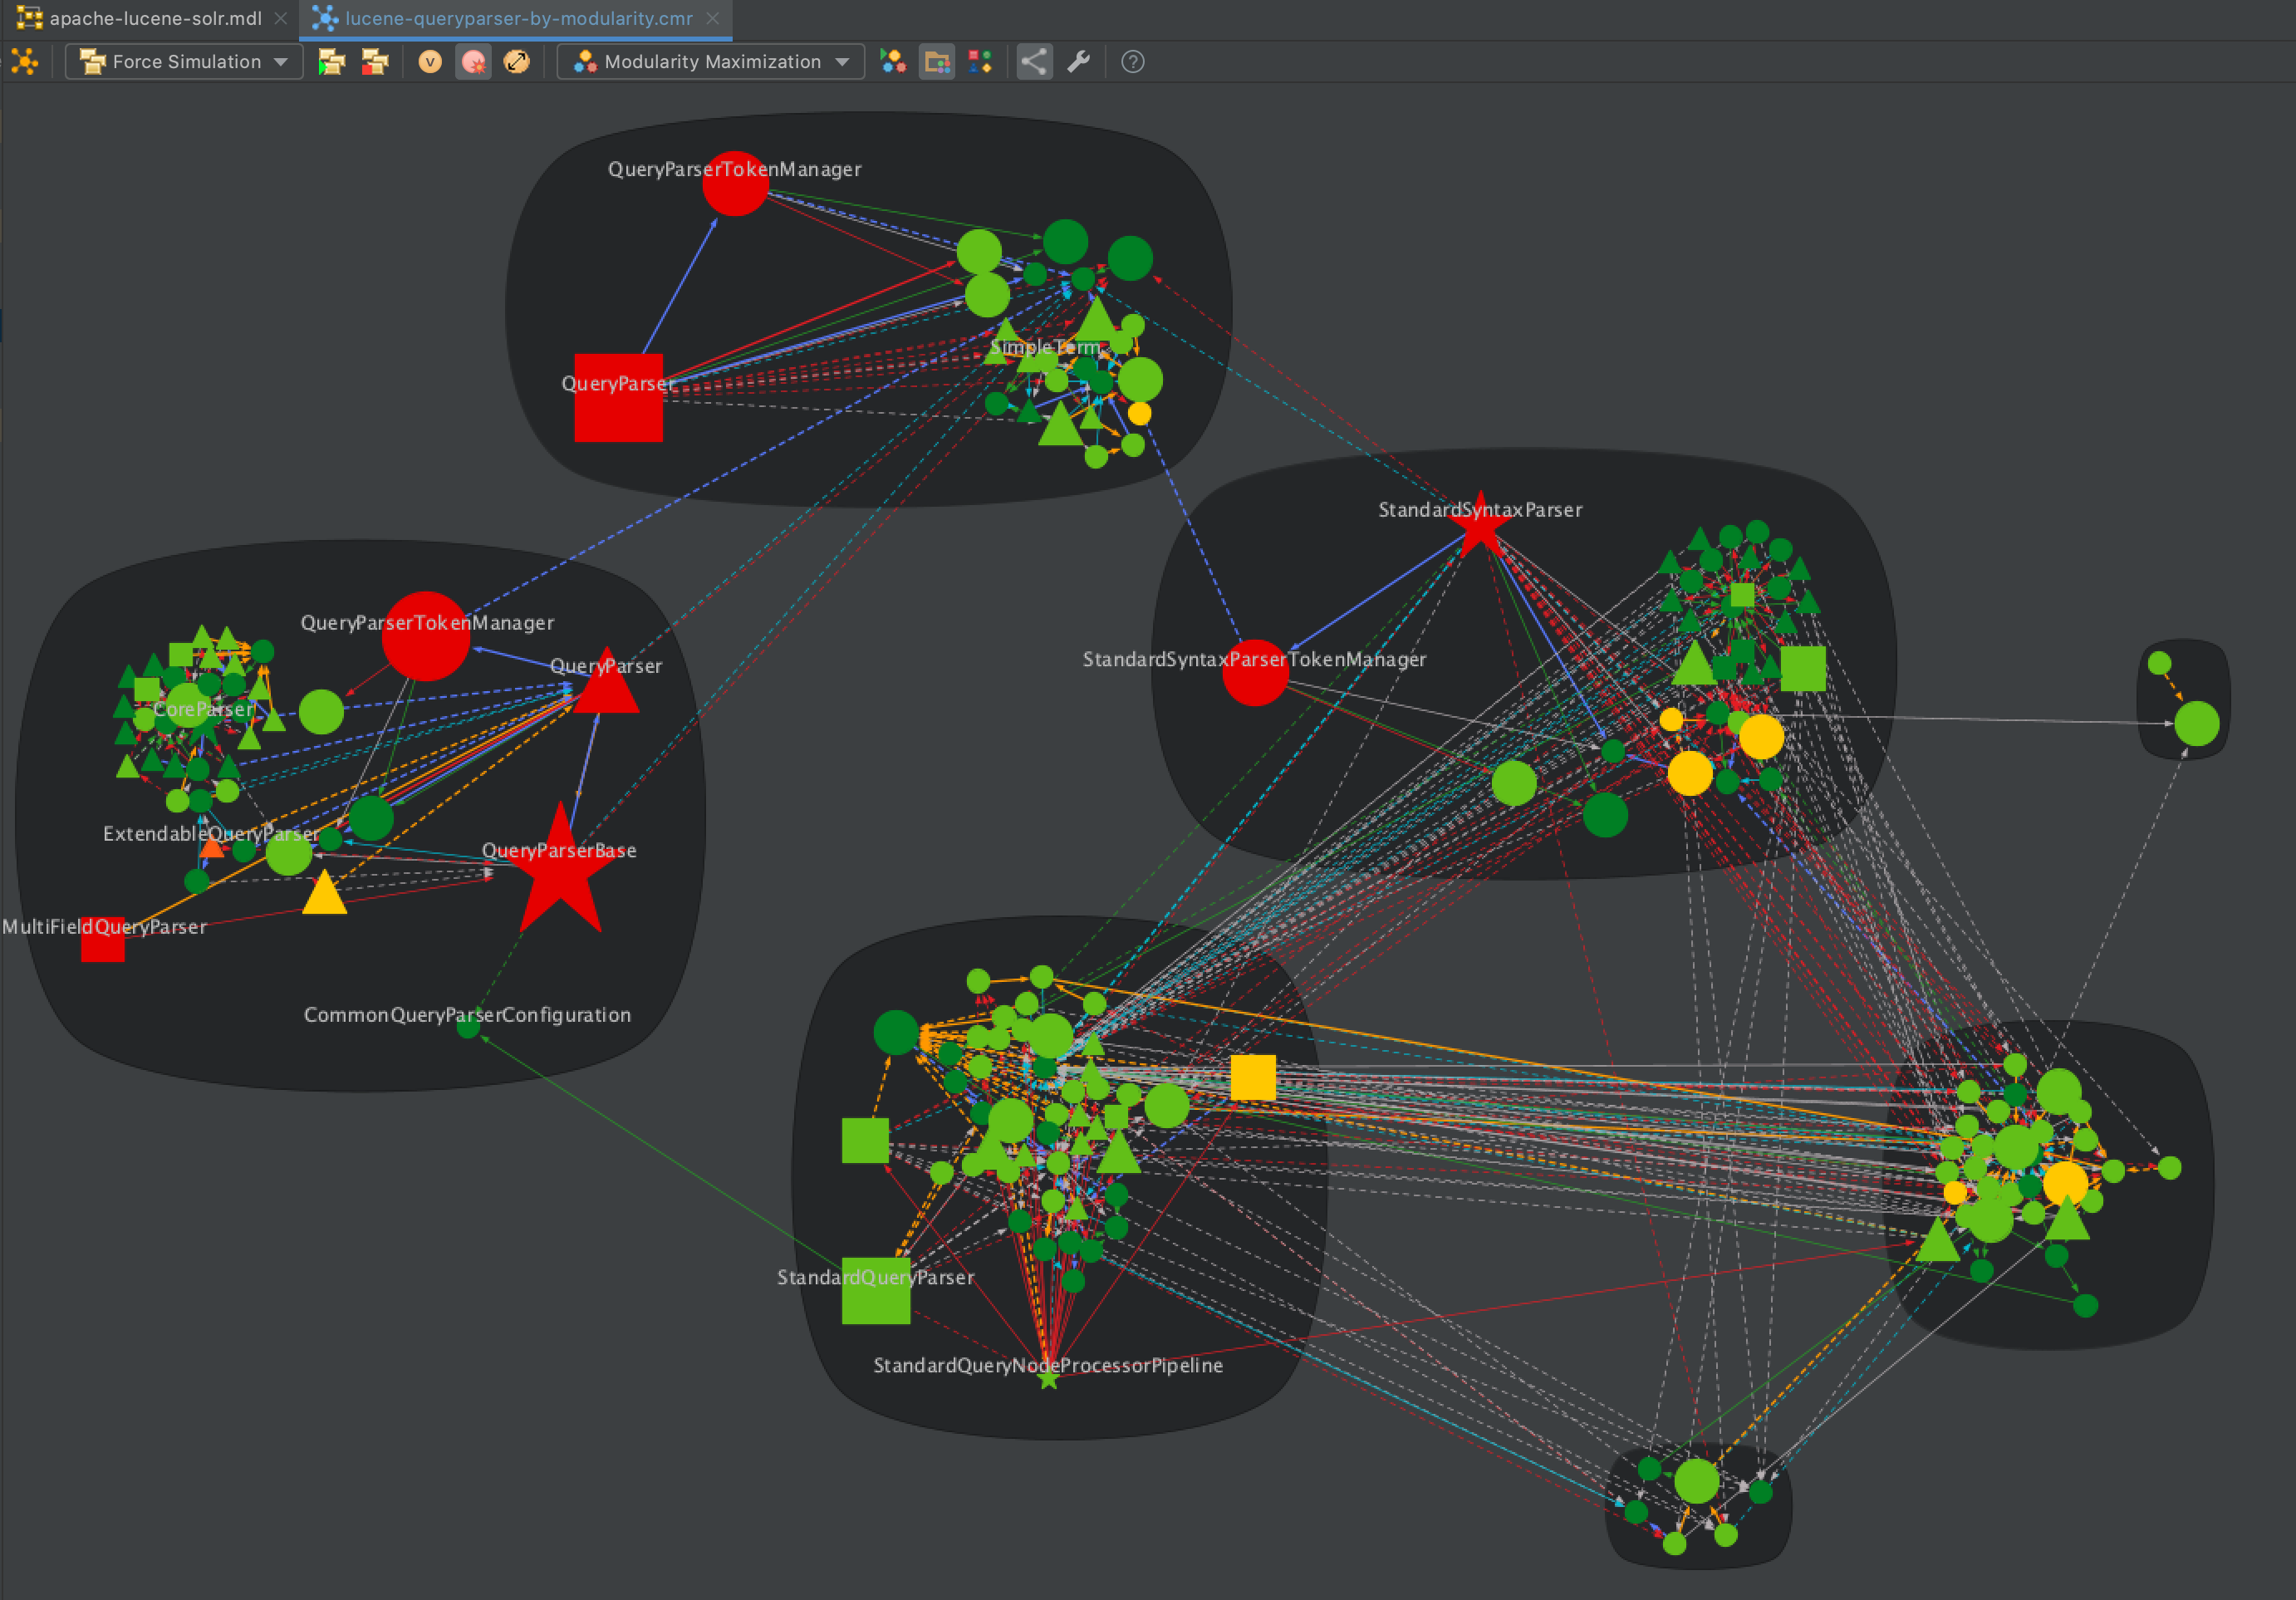 apache-lucene-solr.mdl
lucene-queryparser-by-modularity.cmr
Force Simulation
V
Modularity Maximization
?
QueryParserTokenManager
SimpleTerm
QueryParser
StandardSyntaxParser
QueryParserTokenManager
StandardSyntaxParserTokenManager
QueryParser
CoreParser
ExtendableQueryParser
QueryParserBase
MultiFieldQueryParser
CommonQueryParserConfiguration
StandardQueryParser
StandardQueryNodeProcessorPipeline